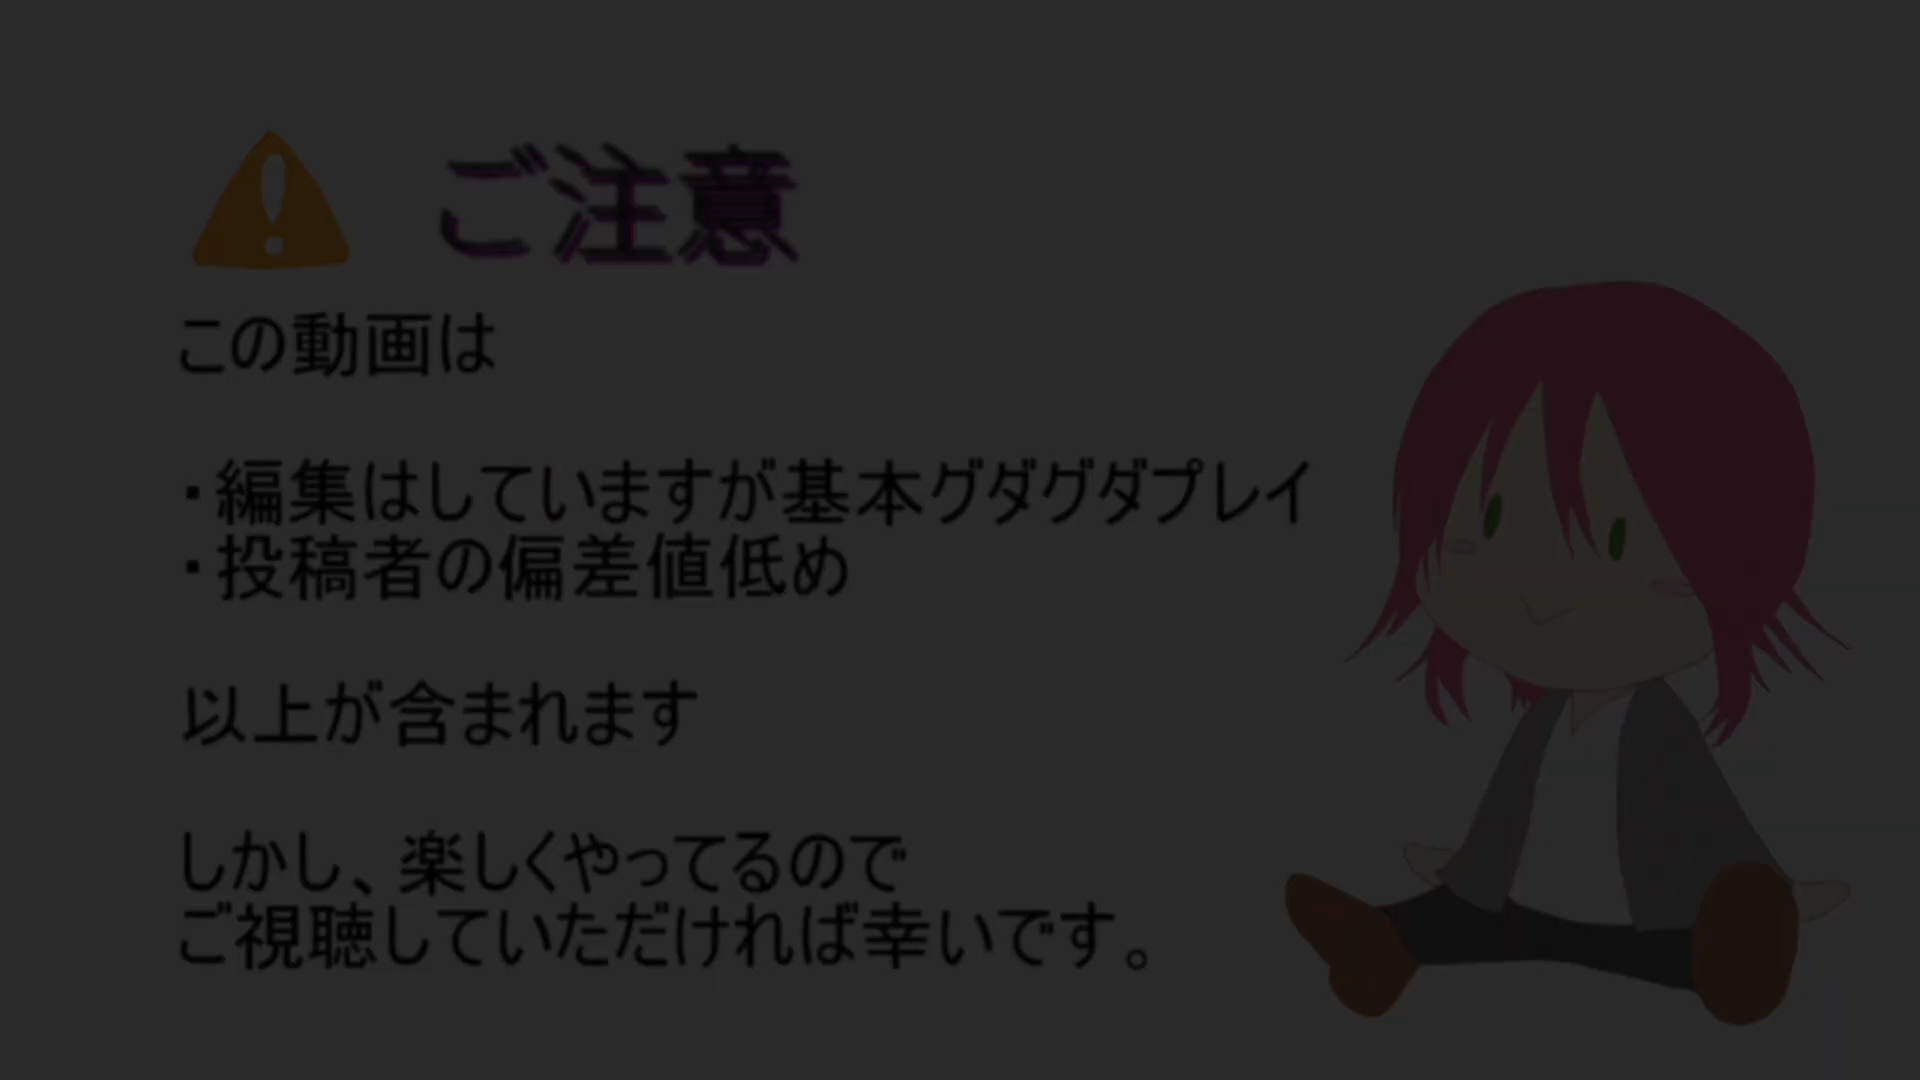 ご注意
この動画は
・編集はしていますが基本グダグダプレイ
・投稿者の偏差値低め
以上が含まれます
しかし、楽しくやってるので
ご視聴していただければ幸いです。